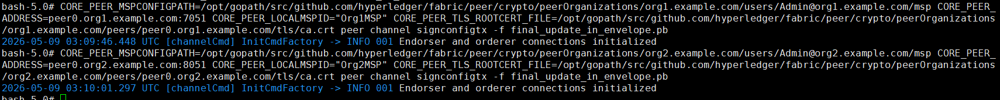 bash-5.0# CORE_PEER_MSPCONFIGPATH=/opt/gopath/src/github.com/hyperledger/fabric/peer/crypto/peerOrganizations/org1.example.com/users/Admin@org1.example.com/msp CORE_PEER_
ADDRESS=peer0.org1.example.com:7051 CORE_PEER_LOCALMSPID="Org1MSP" CORE_PEER_TLS_ROOTCERT_FILE=/opt/gopath/src/github.com/hyperledger/fabric/peer/crypto/peerOrganizations
/org1.example.com/peers/peer0.org1.example.com/tls/ca.crt peer channel signconfigtx -f final_update_in_envelope.pb
2026-05-09 03:09:46.448 UTC [channelCmd] InitCmdFactory -> INFO 001 Endorser and orderer connections initialized
bash-5.0# CORE_PEER_MSPCONFIGPATH=/opt/gopath/src/github.com/hyperledger/fabric/peer/crypto/peerOrganizations/org2.example.com/users/Admin@org2.example.com/msp CORE_PEER_
ADDRESS=peer0.org2.example.com:8051 CORE_PEER_LOCALMSPID="Org2MSP" CORE_PEER_TLS_ROOTCERT_FILE=/opt/gopath/src/github.com/hyperledger/fabric/peer/crypto/peerOrganizations
/org2.example.com/peers/peer0.org2.example.com/tls/ca.crt peer channel signconfigtx -f final_update_in_envelope.pb
2026-05-09 03:10:01.297 UTC [channelCmd] InitCmdFactory -> INFO 001 Endorser and orderer connections initialized
bash-5.0#